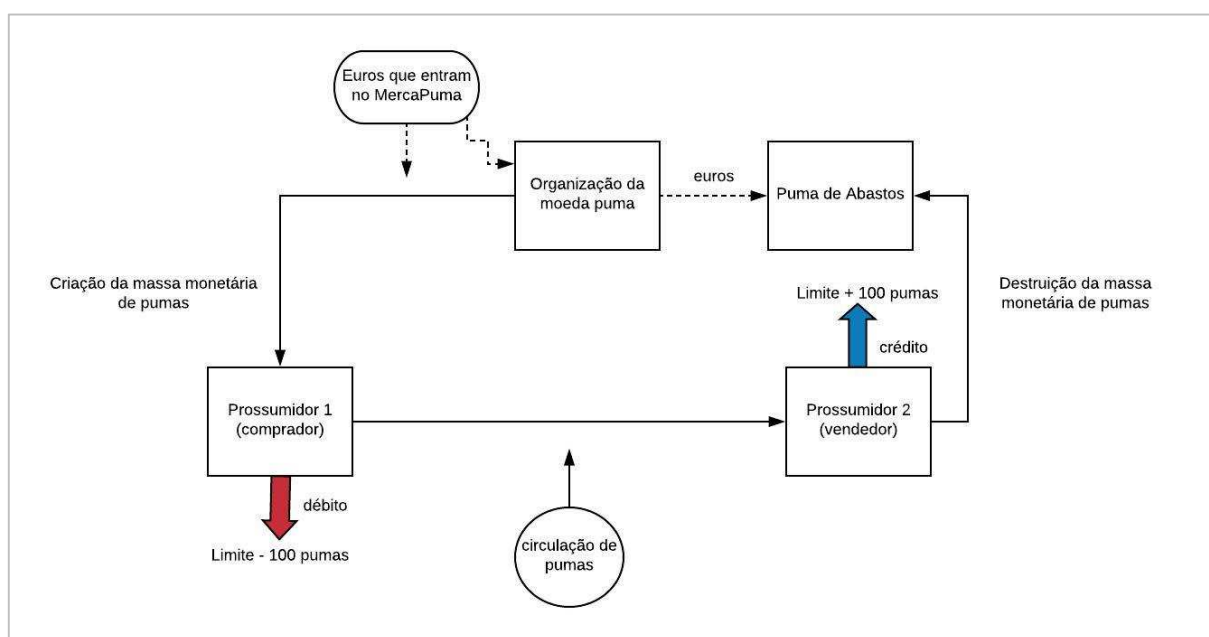 Euros que entram
no MercaPuma
Organização da
moeda puma
euros
Puma de Abastos
Criação da massa monetária
de pumas
Limite + 100 pumas
crédito
Destruição da massa
monetária de pumas
Prossumidor 1
(comprador)
Prossumidor 2
(vendedor)
débito
Limite - 100 pumas
circulação de
pumas